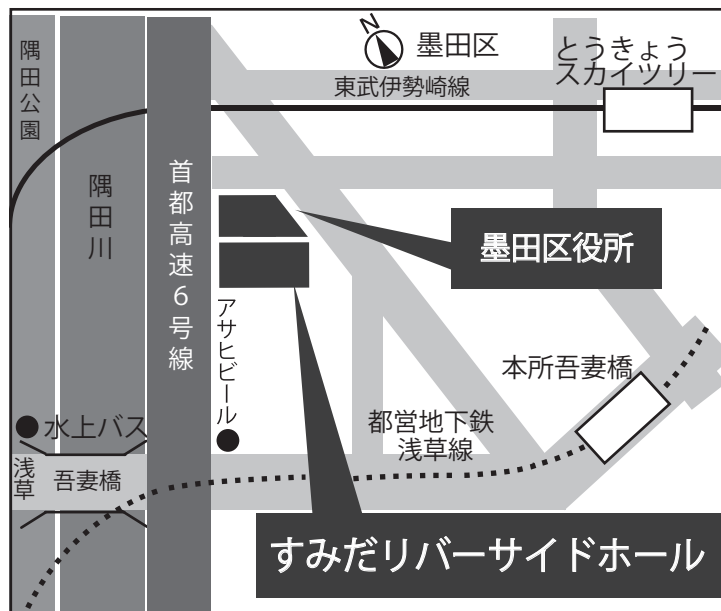 N
墨田区
とうきょう
スカイツリー
東武伊勢崎線
隅田公園
隅田川
首都高速6号線
墨田区役所
アサヒビール
本所吾妻橋
都営地下鉄
浅草線
水上バス
浅草
吾妻橋
すみだリバーサイドホール